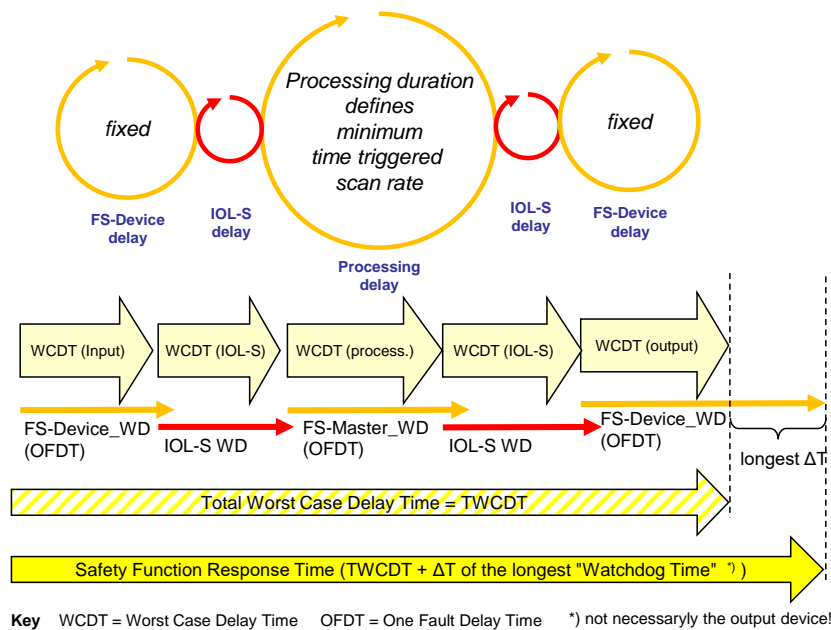 fixed
Processing duration
defines
minimum
time triggered
scan rate
fixed
FS-Device
delay
IOL-S
delay
Processing
delay
IOL-S
delay
FS-Device
delay
WCDT (Input)
WCDT (IOL-S)
WCDT (process.)
WCDT (IOL-S)
WCDT (output)
FS-Device_WD
(OFDT)
IOL-S WD
FS-Master_WD
(OFDT)
IOL-S WD
FS-Device_WD
(OFDT)
longest ΔT
Total Worst Case Delay Time = TWCDT
Safety Function Response Time (TWCDT + ΔT of the longest "Watchdog Time" *) )
Key WCDT = Worst Case Delay Time OFDT = One Fault Delay Time *) not necessaryly the output device!